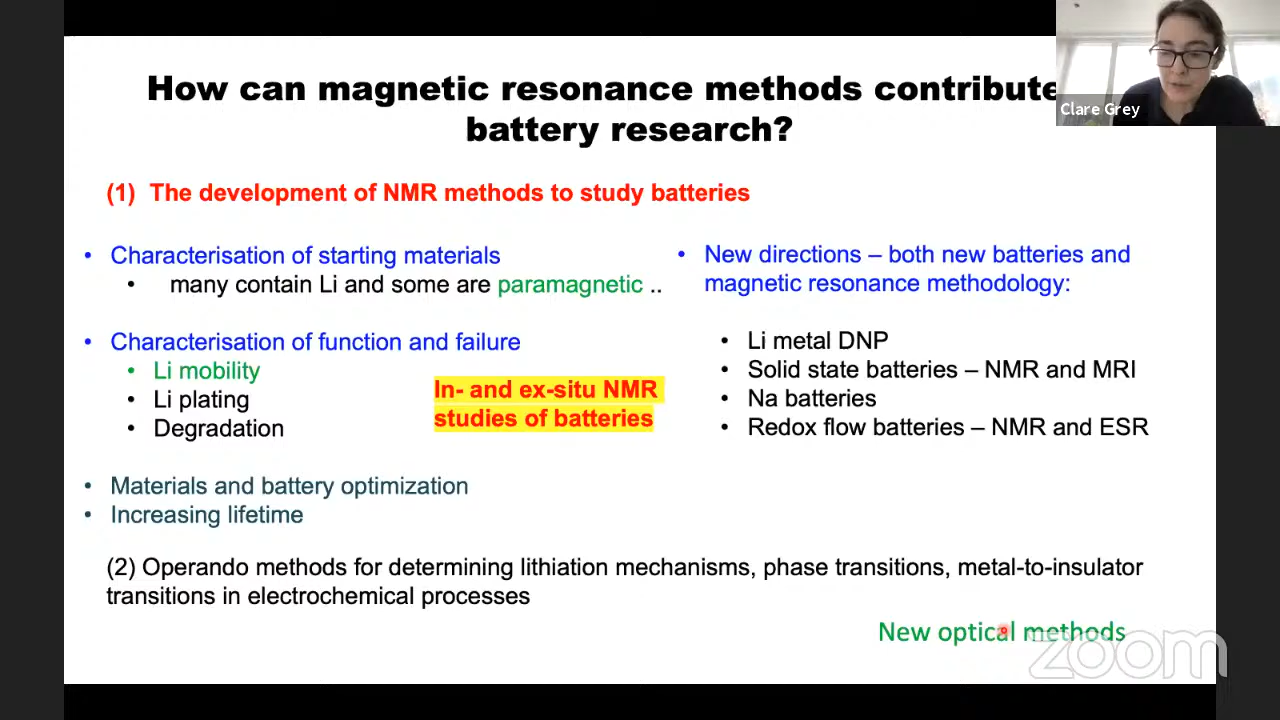 How can magnetic resonance methods contribute
battery research?
Clare Grey
(1) The development of NMR methods to study batteries
• Characterisation of starting materials
• many contain Li and some are paramagnetic ..
• Characterisation of function and failure
• Li mobility
• Li plating
• Degradation
In- and ex-situ NMR
studies of batteries
• Materials and battery optimization
• Increasing lifetime
• New directions – both new batteries and
magnetic resonance methodology:
• Li metal DNP
• Solid state batteries – NMR and MRI
• Na batteries
• Redox flow batteries – NMR and ESR
(2) Operando methods for determining lithiation mechanisms, phase transitions, metal-to-insulator
transitions in electrochemical processes
New optical methods
zoom